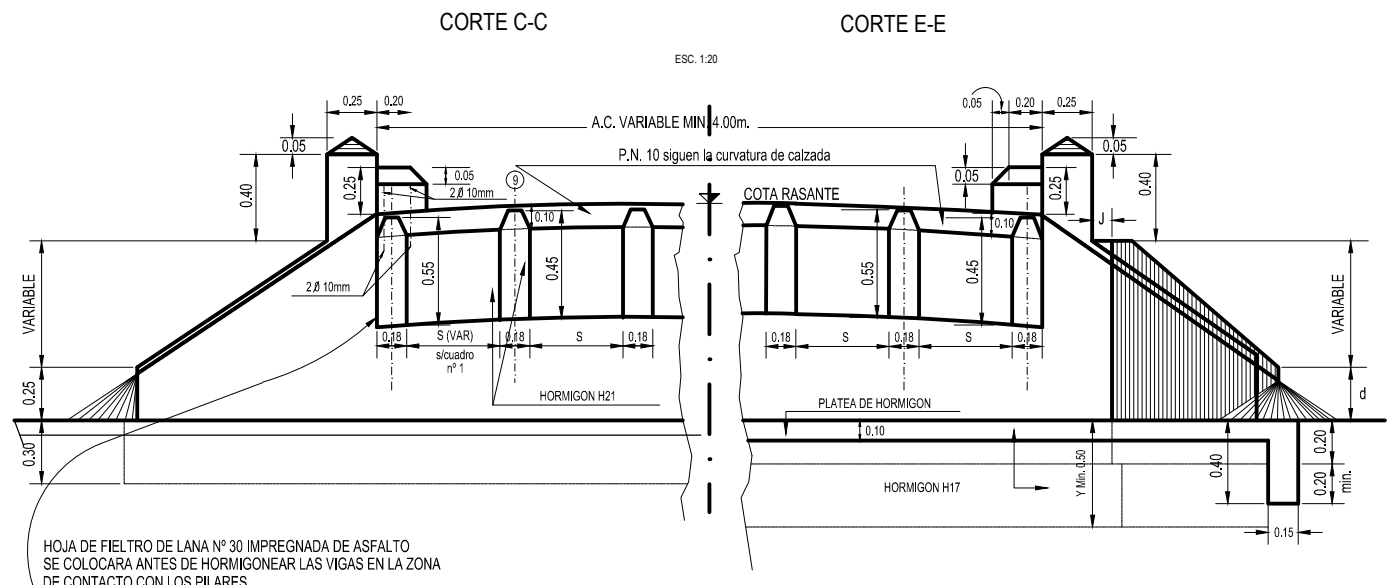 CORTE C-C
CORTE E-E
ESC. 1:20
0.25
0.20
0.05
0.20
0.25
A.C. VARIABLE MIN. 4.00m.
P.N. 10 siguen la curvatura de calzada
0.05
0.40
0.25
0.05
2 Ø 10mm
9
COTA RASANTE
0.05
0.25
0.40
0.05
0.10
0.10
J
VARIABLE
2 Ø 10mm
0.55
0.45
0.55
0.45
VARIABLE
0.18
S (VAR)
s/cuadro
nº 1
0.18
S
0.18
0.18
S
0.18
S
0.18
0.25
HORMIGON H21
PLATEA DE HORMIGON
d
0.30
0.10
Y Min. 0.50
HORMIGON H17
0.40
0.20
0.20
min.
0.15
HOJA DE FIELTRO DE LANA Nº 30 IMPREGNADA DE ASFALTO
SE COLOCARA ANTES DE HORMIGONEAR LAS VIGAS EN LA ZONA
DE CONTACTO CON LOS PILARES